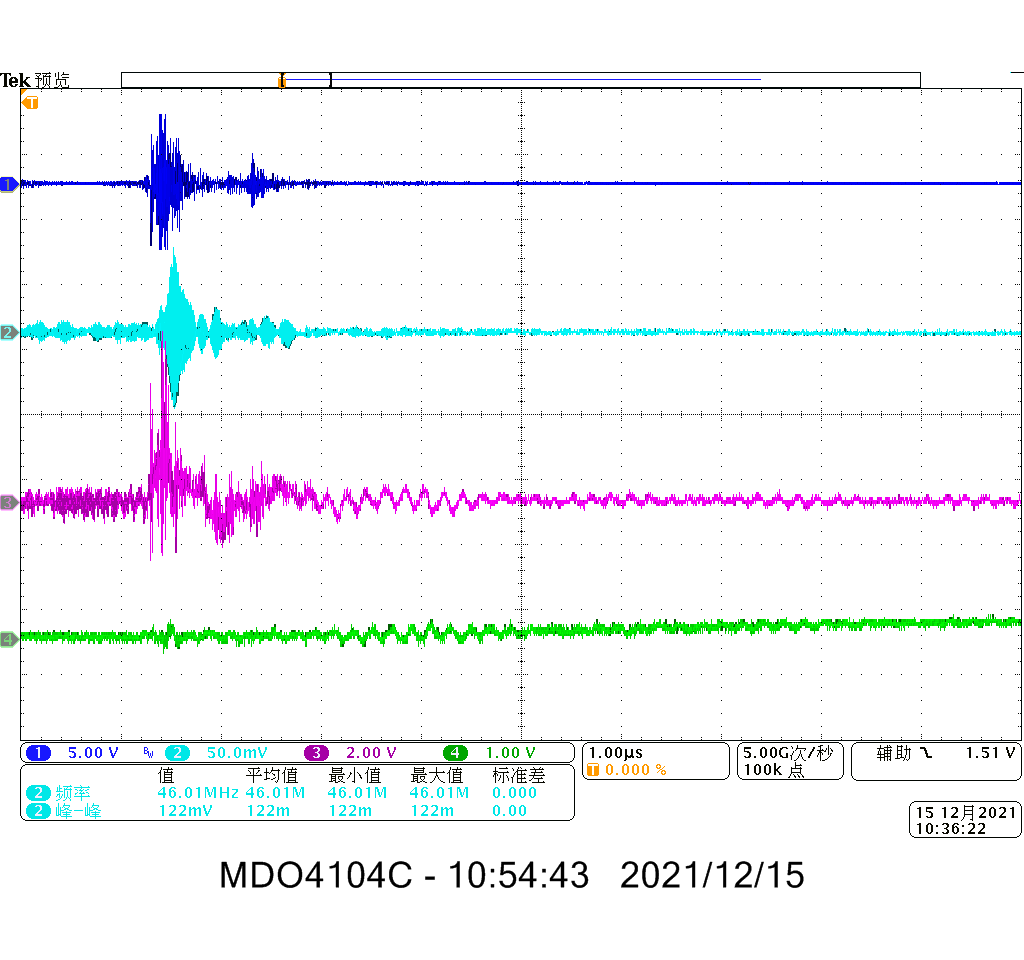 Tek 预览
T
1
2
3
4
1 5.00 V BW 2 50.0mV 3 2.00 V 4 1.00 V
1.00µs
T 0.000 %
5.00G次/秒
100k 点
辅助 1.51 V
值 平均值 最小值 最大值 标准差
2 频率 46.01MHz 46.01M 46.01M 46.01M 0.000
2 峰-峰 122mV 122m 122m 122m 0.00
15 12月2021
10:36:22
MDO4104C - 10:54:43 2021/12/15